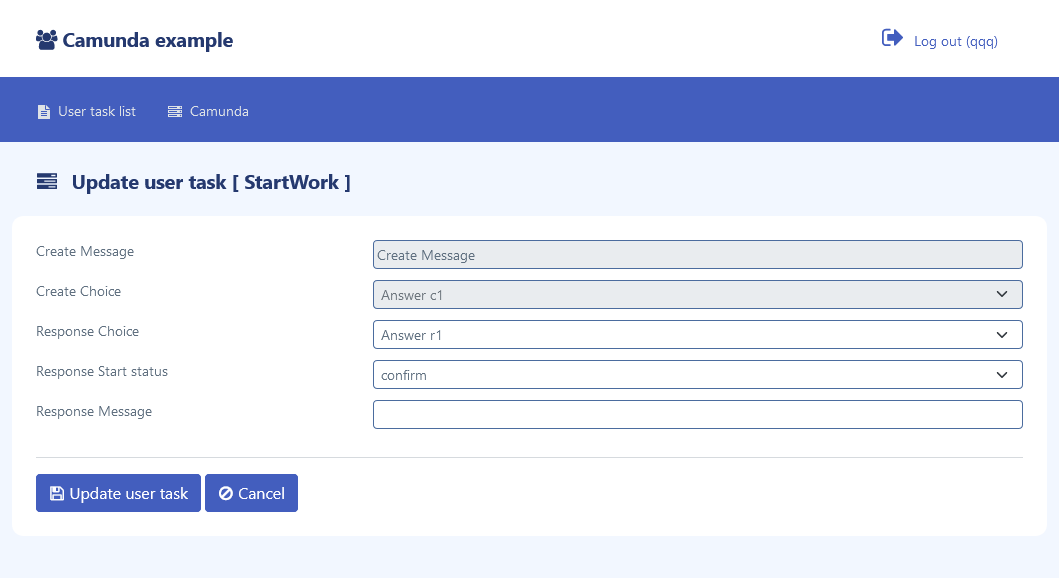 Camunda example
Log out (qqq)
User task list Camunda
Update user task [ StartWork ]
Create Message Create Message
Create Choice Answer c1
Response Choice Answer r1
Response Start status confirm
Response Message
Update user task Cancel